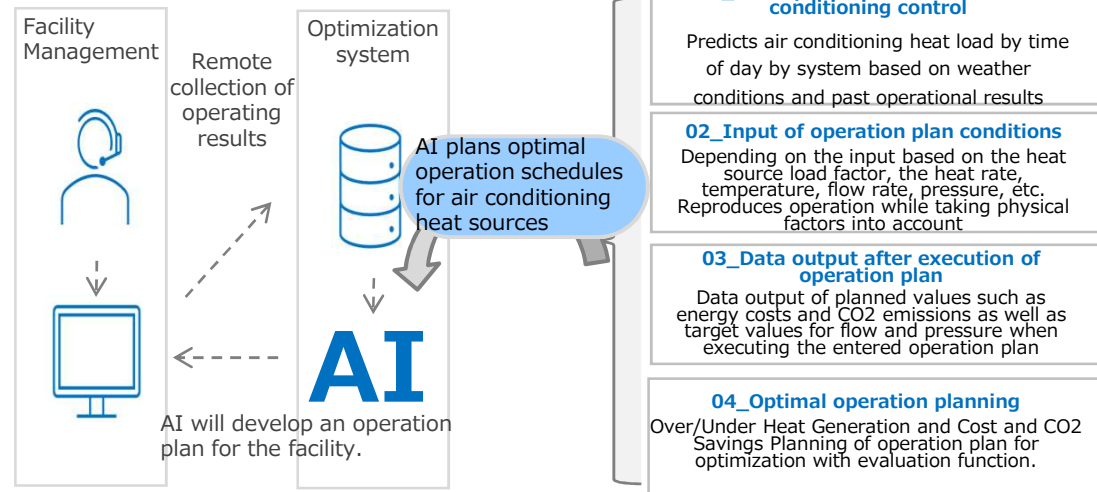 Facility
Management
Remote
collection of
operating
results
Optimization
system
AI plans optimal
operation schedules
for air conditioning
heat sources
AI
AI will develop an operation
plan for the facility.
conditioning control
Predicts air conditioning heat load by time
of day by system based on weather
conditions and past operational results
02_Input of operation plan conditions
Depending on the input based on the heat
source load factor, the heat rate,
temperature, flow rate, pressure, etc.
Reproduces operation while taking physical
factors into account
03_Data output after execution of
operation plan
Data output of planned values such as
energy costs and CO2 emissions as well as
target values for flow and pressure when
executing the entered operation plan
04_Optimal operation planning
Over/Under Heat Generation and Cost and CO2
Savings Planning of operation plan for
optimization with evaluation function.